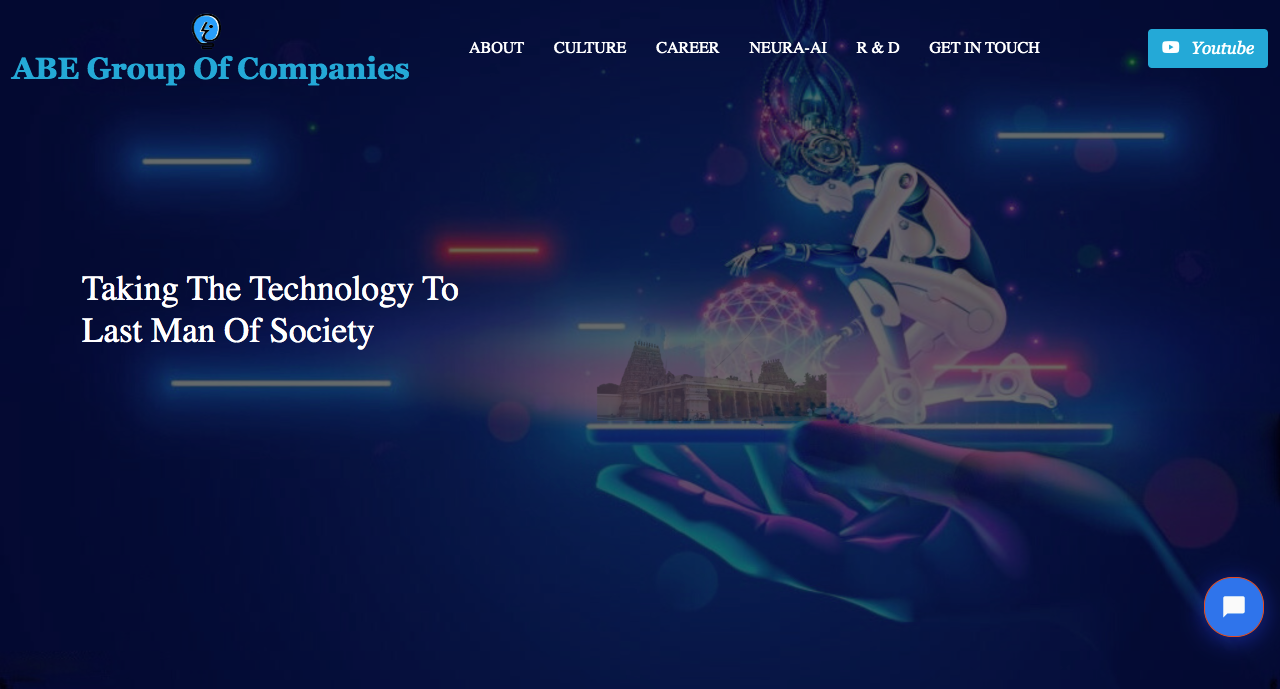 ABE Group Of Companies
ABOUT CULTURE CAREER NEURA-AI R & D GET IN TOUCH
Youtube
Taking The Technology To
Last Man Of Society